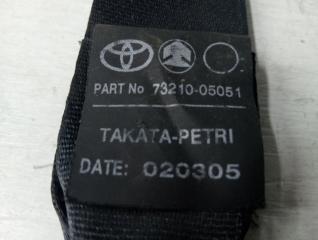 PART No 73210-05051
TAKATA-PETRI
DATE: 020305